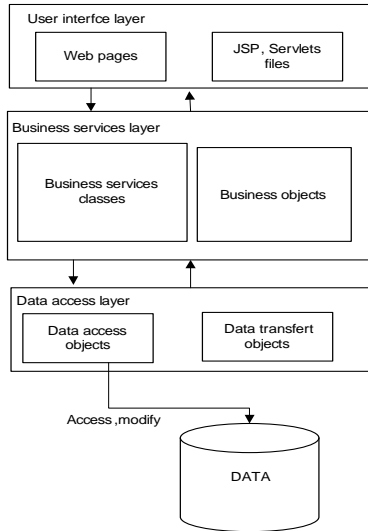 User interfce layer
Web pages
JSP, Servlets
files
Business services layer
Business services
classes
Business objects
Data access layer
Data access
objects
Data transfert
objects
Access ,modify
DATA